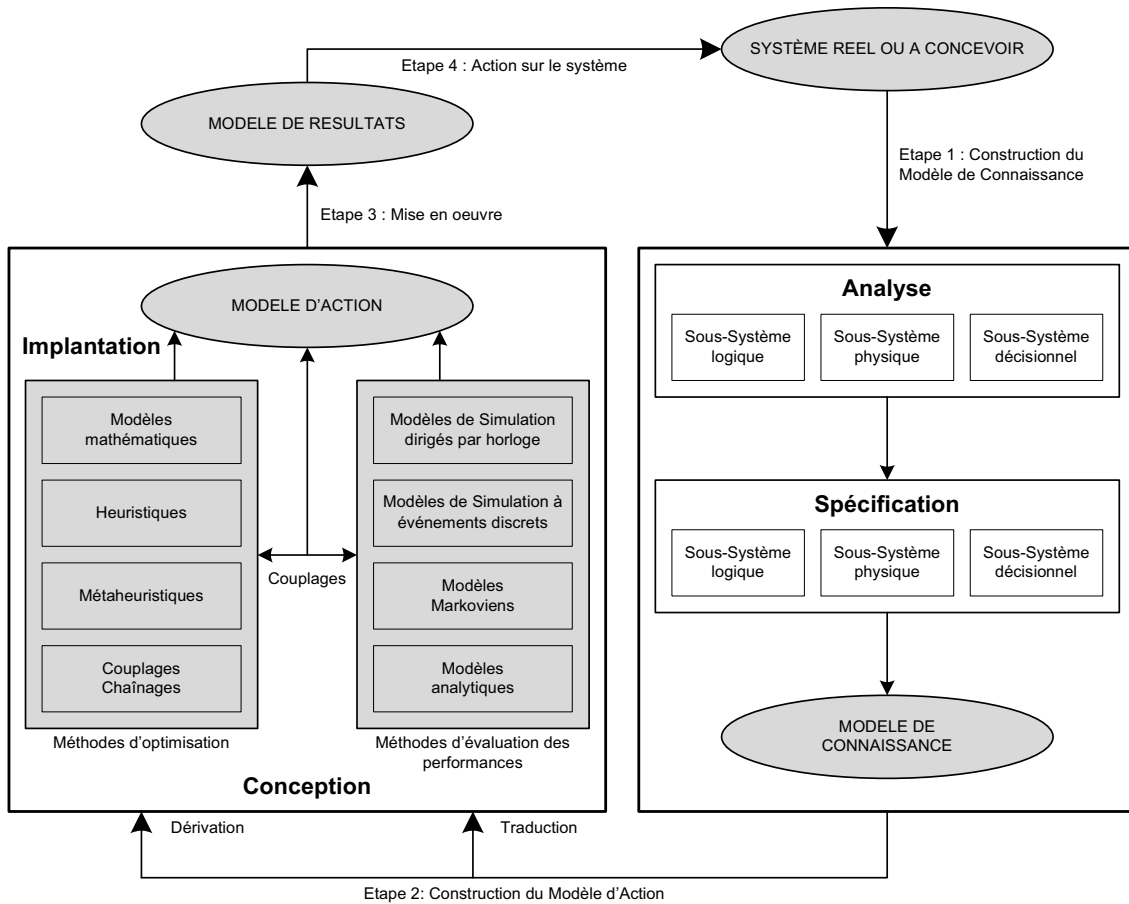 SYSTÈME REEL OU A CONCEVOIR
Etape 4 : Action sur le système
MODELE DE RESULTATS
Etape 1 : Construction du
Modèle de Connaissance
Etape 3 : Mise en oeuvre
MODELE D'ACTION
Implantation
Modèles
mathématiques
Heuristiques
Métaheuristiques
Couplages
Chaînages
Méthodes d'optimisation
Couplages
Modèles de Simulation
dirigés par horloge
Modèles de Simulation à
événements discrets
Modèles
Markoviens
Modèles
analytiques
Méthodes d'évaluation des
performances
Conception
Analyse
Sous-Système
logique
Sous-Système
physique
Sous-Système
décisionnel
Spécification
Sous-Système
logique
Sous-Système
physique
Sous-Système
décisionnel
MODELE DE
CONNAISSANCE
Dérivation
Traduction
Etape 2: Construction du Modèle d'Action